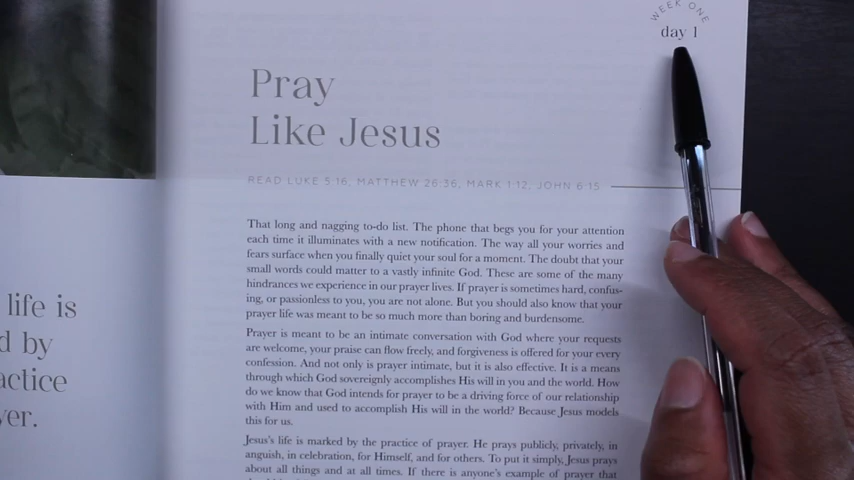 life is
d by
actice
er.
WEEK ONE
day 1
Pray
Like Jesus
READ LUKE 5:16, MATTHEW 26:36, MARK 1:12, JOHN 6:15
That long and nagging to-do list. The phone that begs you for your attention
each time it illuminates with a new notification. The way all your worries and
fears surface when you finally quiet your soul for a moment. The doubt that your
small words could matter to a vastly infinite God. These are some of the many
hindrances we experience in our prayer lives. If prayer is sometimes hard, confus-
ing, or passionless to you, you are not alone. But you should also know that your
prayer life was meant to be so much more than boring and burdensome.
Prayer is meant to be an intimate conversation with God where your requests
are welcome, your praise can flow freely, and forgiveness is offered for your every
confession. And not only is prayer intimate, but it is also effective. It is a means
through which God sovereignly accomplishes His will in you and the world. How
do we know that God intends for prayer to be a driving force of our relationship
with Him and used to accomplish His will in the world? Because Jesus models
this for us.
Jesus's life is marked by the practice of prayer. He prays publicly, privately, in
anguish, in celebration, for Himself, and for others. To put it simply, Jesus prays
about all things and at all times. If there is anyone's example of prayer that